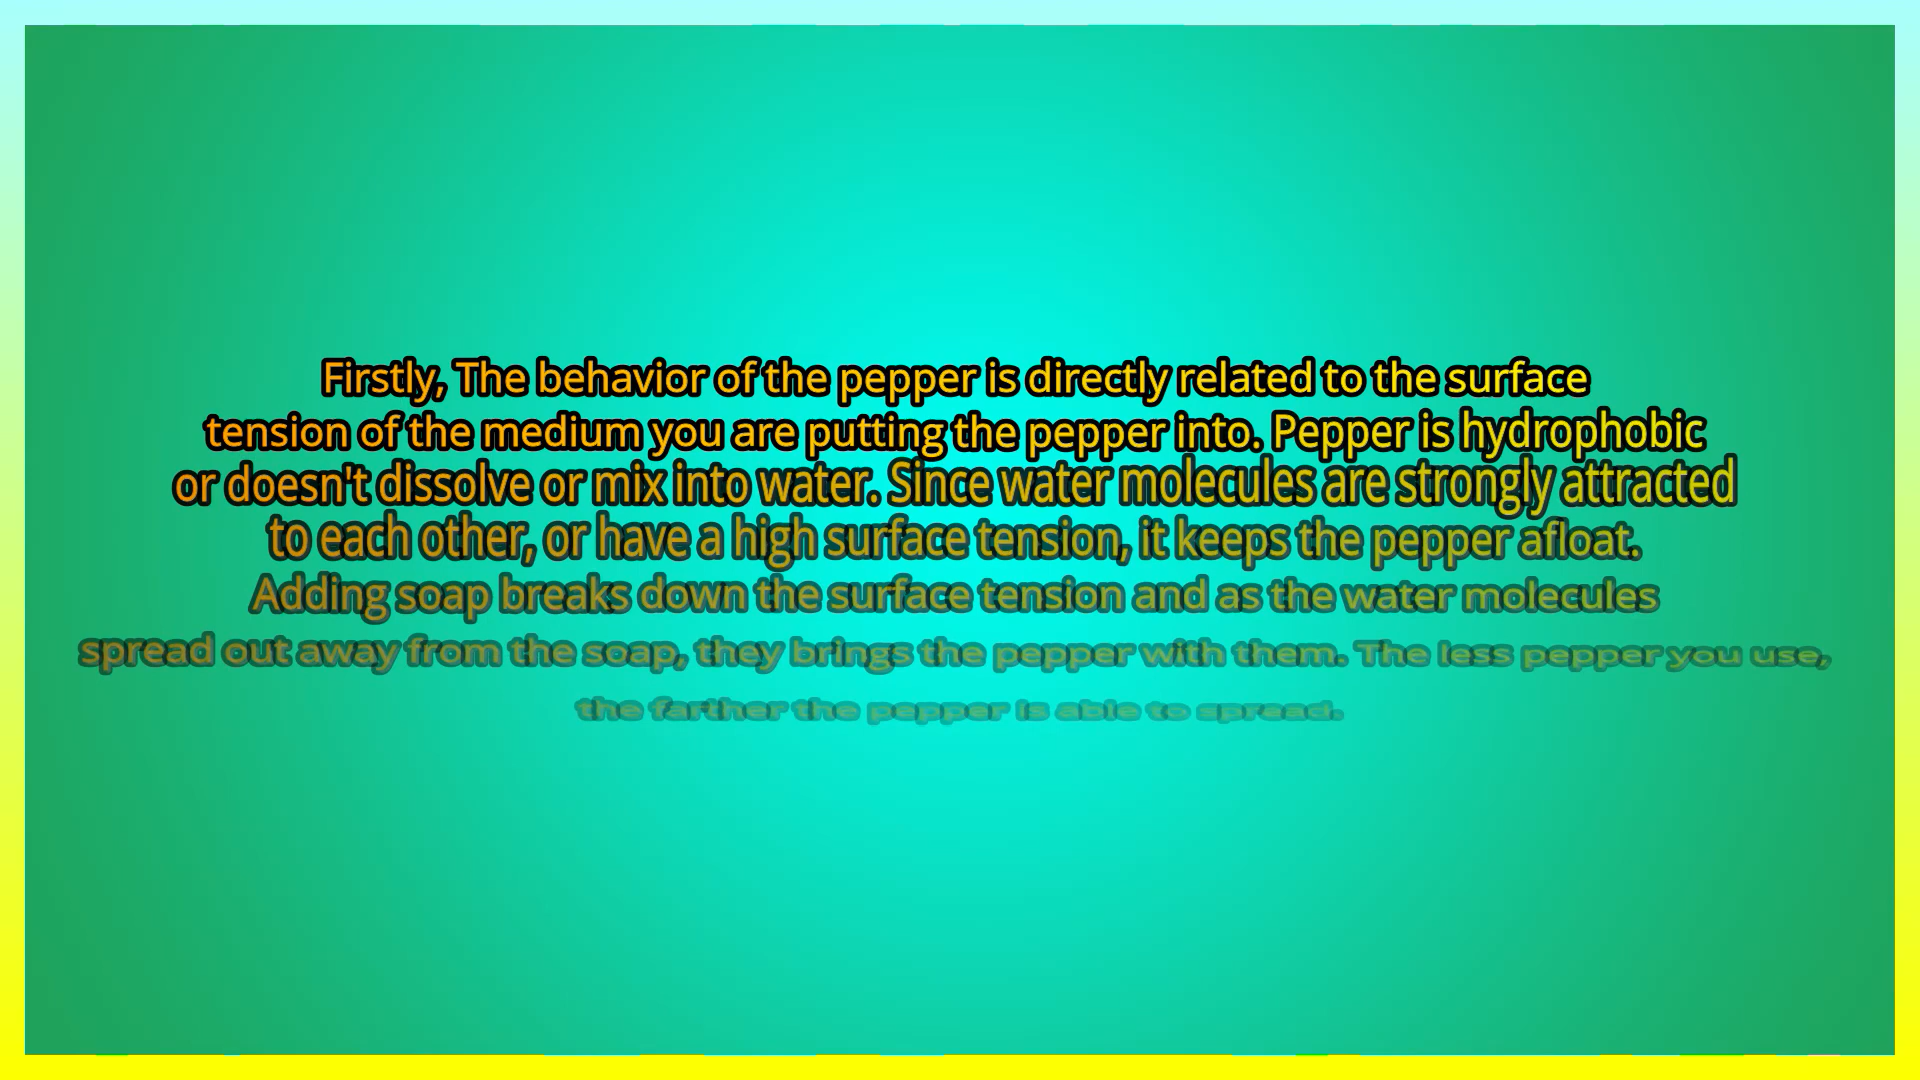 Firstly, The behavior of the pepper is directly related to the surface
tension of the medium you are putting the pepper into. Pepper is hydrophobic
or doesn't dissolve or mix into water. Since water molecules are strongly attracted
to each other, or have a high surface tension, it keeps the pepper afloat.
Adding soap breaks down the surface tension and as the water molecules
spread out away from the soap, they brings the pepper with them. The less pepper you use,
the farther the pepper is able to spread.